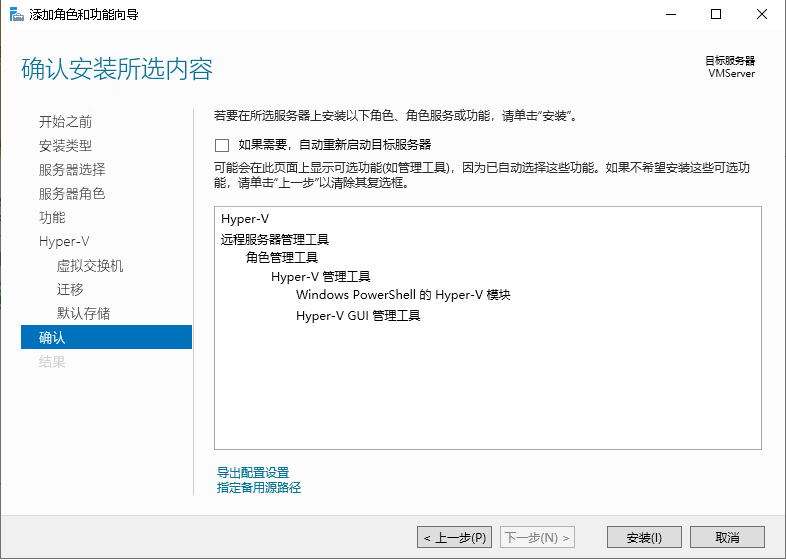 添加角色和功能向导
确认安装所选内容
目标服务器
VMServer
开始之前
安装类型
服务器选择
服务器角色
功能
Hyper-V
虚拟交换机
迁移
默认存储
确认
结果
若要在所选服务器上安装以下角色、角色服务或功能，请单击“安装”。
如果需要，自动重新启动目标服务器
可能会在此页面上显示可选功能(如管理工具)，因为已自动选择这些功能。如果不希望安装这些可选功
能，请单击“上一步”以清除其复选框。
Hyper-V
远程服务器管理工具
角色管理工具
Hyper-V 管理工具
Windows PowerShell 的 Hyper-V 模块
Hyper-V GUI 管理工具
导出配置设置
指定备用源路径
< 上一步(P)
下一步(N) >
安装(I)
取消